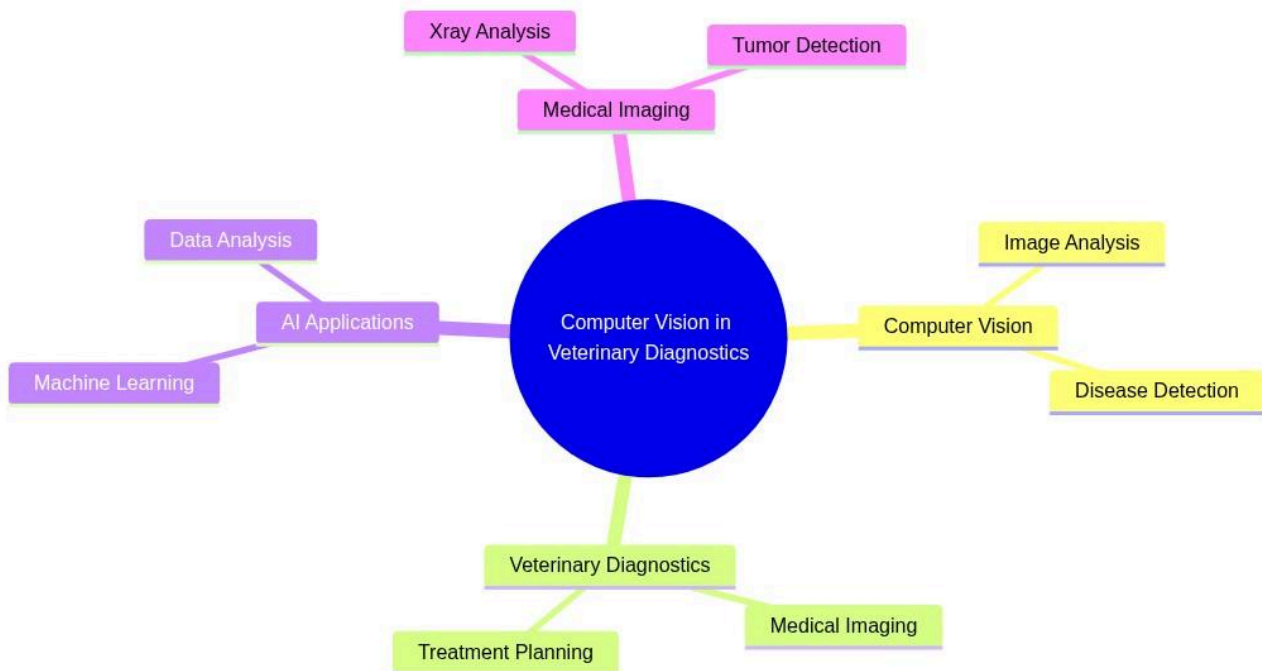 Xray Analysis
Tumor Detection
Medical Imaging
Data Analysis
Image Analysis
AI Applications
Computer Vision in
Veterinary Diagnostics
Computer Vision
Machine Learning
Disease Detection
Veterinary Diagnostics
Medical Imaging
Treatment Planning